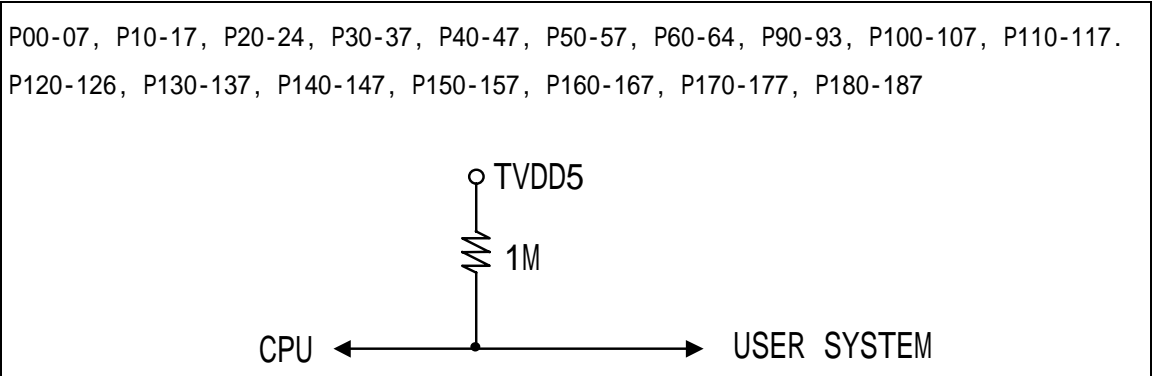 P00-07, P10-17, P20-24, P30-37, P40-47, P50-57, P60-64, P90-93, P100-107, P110-117.
P120-126, P130-137, P140-147, P150-157, P160-167, P170-177, P180-187
TVDD5
1M
CPU
USER SYSTEM